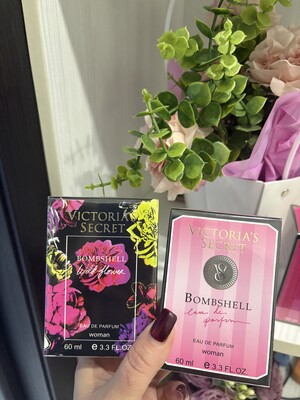 VICTORIA'S
SECRET
BOMBSHELL
Wild flower
EAU DE PARFUM
woman
60 ml e 3.3 FL.OZ
VICTORIA'S
SECRET
VS
BOMBSHELL
eau de
parfum
EAU DE PARFUM
woman
60 ml e 3.3 FL.OZ